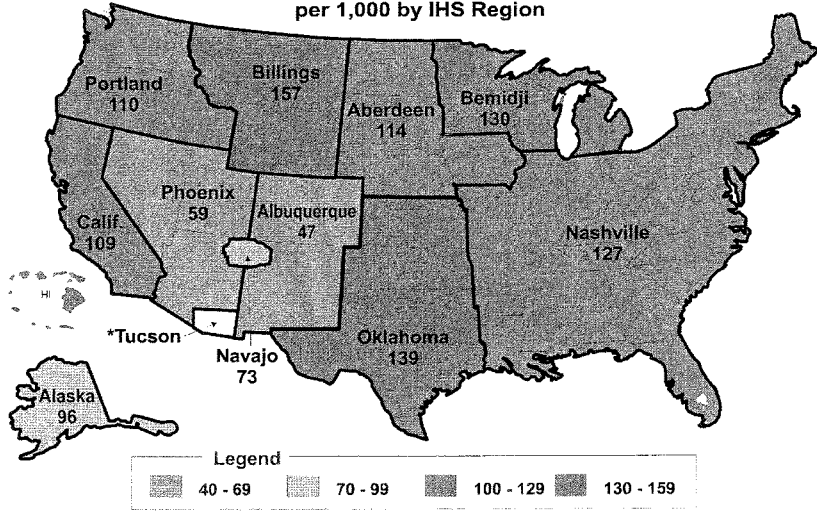 per 1,000 by IHS Region
Portland
110
Billings
157
Aberdeen
114
Bemidji
130
Phoenix
59
Albuquerque
47
Calif.
109
Nashville
127
HI
*Tucson
Navajo
73
Oklahoma
139
Alaska
96
Legend
40 - 69
70 - 99
100 - 129
130 - 159